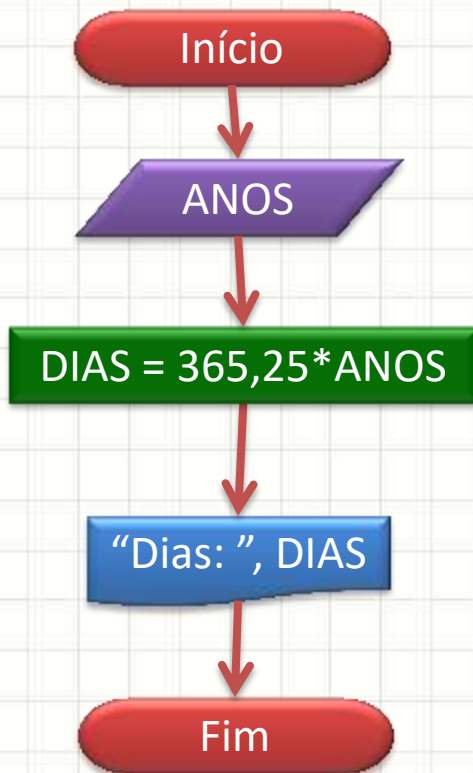 Início
ANOS
DIAS = 365,25*ANOS
“Dias: ”, DIAS
Fim